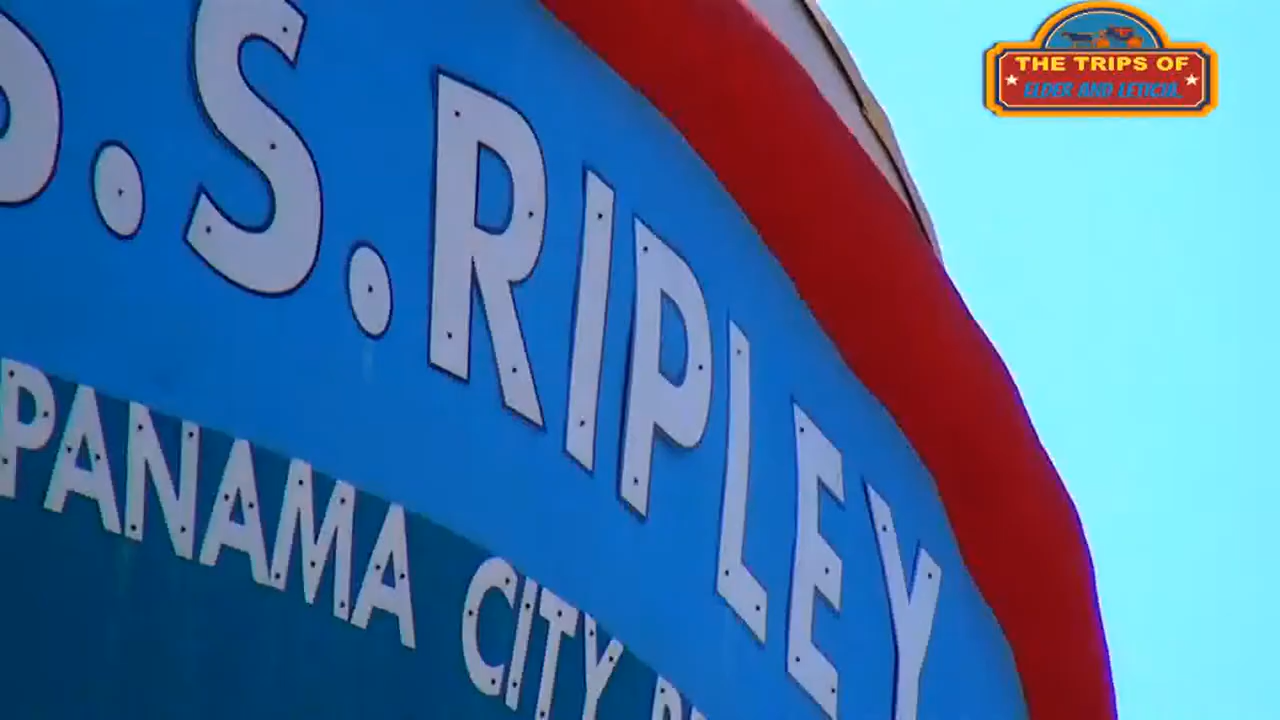 S.S.RIPLEY
PANAMA CITY
THE TRIPS OF
ELDER AND LETICIA